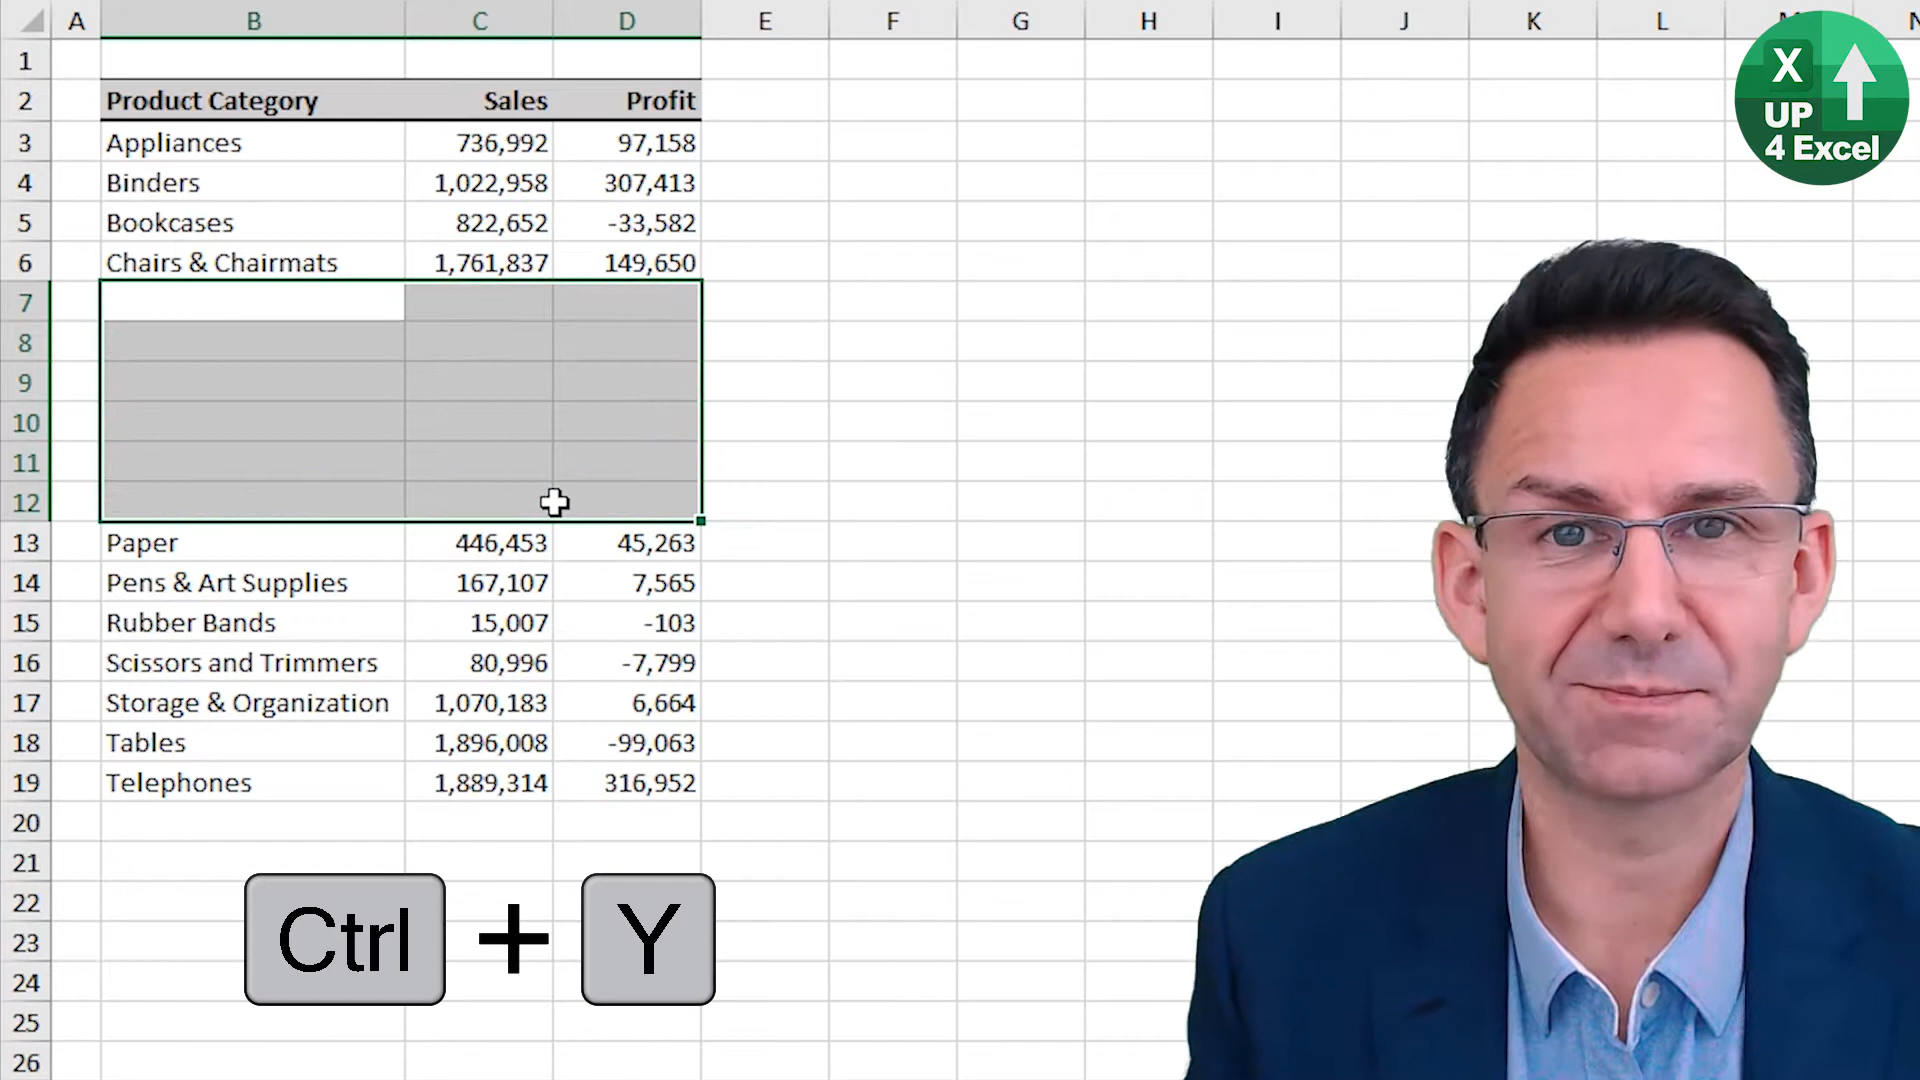 A B C D E F G H I J K L M N
1
2 Product Category Sales Profit
3 Appliances 736,992 97,158
4 Binders 1,022,958 307,413
5 Bookcases 822,652 -33,582
6 Chairs & Chairmats 1,761,837 149,650
7
8
9
10
11
12
13 Paper 446,453 45,263
14 Pens & Art Supplies 167,107 7,565
15 Rubber Bands 15,007 -103
16 Scissors and Trimmers 80,996 -7,799
17 Storage & Organization 1,070,183 6,664
18 Tables 1,896,008 -99,063
19 Telephones 1,889,314 316,952
20
21
22
23
24
25
26
Ctrl + Y
X
UP
4 Excel